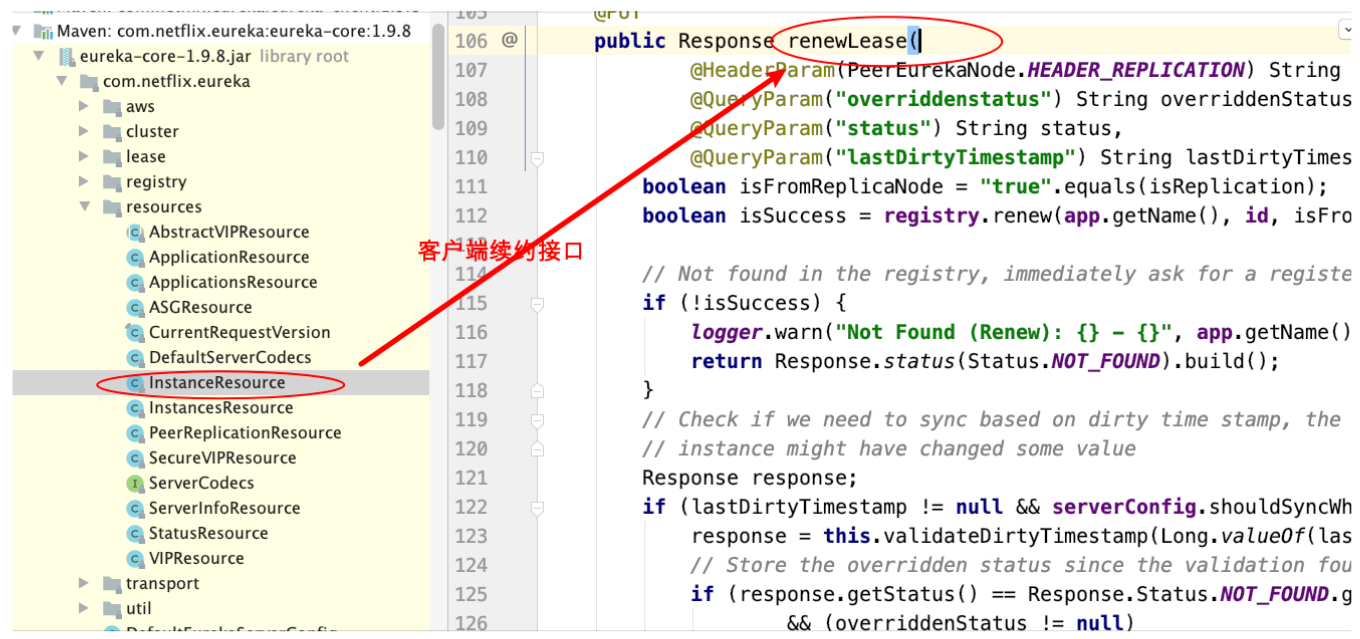 Maven: com.netflix.eureka:eureka-core:1.9.8
eureka-core-1.9.8.jar library root
com.netflix.eureka
aws
cluster
lease
registry
resources
AbstractVIPResource
ApplicationResource
ApplicationsResource
ASGResource
CurrentRequestVersion
DefaultServerCodecs
InstanceResource
InstancesResource
PeerReplicationResource
SecureVIPResource
ServerCodecs
ServerInfoResource
StatusResource
VIPResource
transport
util
DefaultEurekaServerConfig
客户端续约接口
105 @PUT
106 @ public Response renewLease(
107 @HeaderParam(PeerEurekaNode.HEADER_REPLICATION) String
108 @QueryParam("overriddenstatus") String overriddenStatus
109 @QueryParam("status") String status,
110 @QueryParam("lastDirtyTimestamp") String lastDirtyTimes
111 boolean isFromReplicaNode = "true".equals(isReplication);
112 boolean isSuccess = registry.renew(app.getName(), id, isFro
113
114 // Not found in the registry, immediately ask for a registe
115 if (!isSuccess) {
116 logger.warn("Not Found (Renew): {} - {}", app.getName()
117 return Response.status(Status.NOT_FOUND).build();
118 }
119 // Check if we need to sync based on dirty time stamp, the
120 // instance might have changed some value
121 Response response;
122 if (lastDirtyTimestamp != null && serverConfig.shouldSyncWh
123 response = this.validateDirtyTimestamp(Long.valueOf(las
124 // Store the overridden status since the validation fou
125 if (response.getStatus() == Response.Status.NOT_FOUND.g
126 && (overriddenStatus != null)